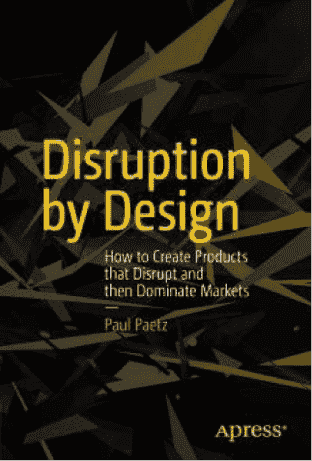 Disruption
by Design
How to Create Products
that Disrupt and
then Dominate Markets
—
Paul Paetz
Apress®